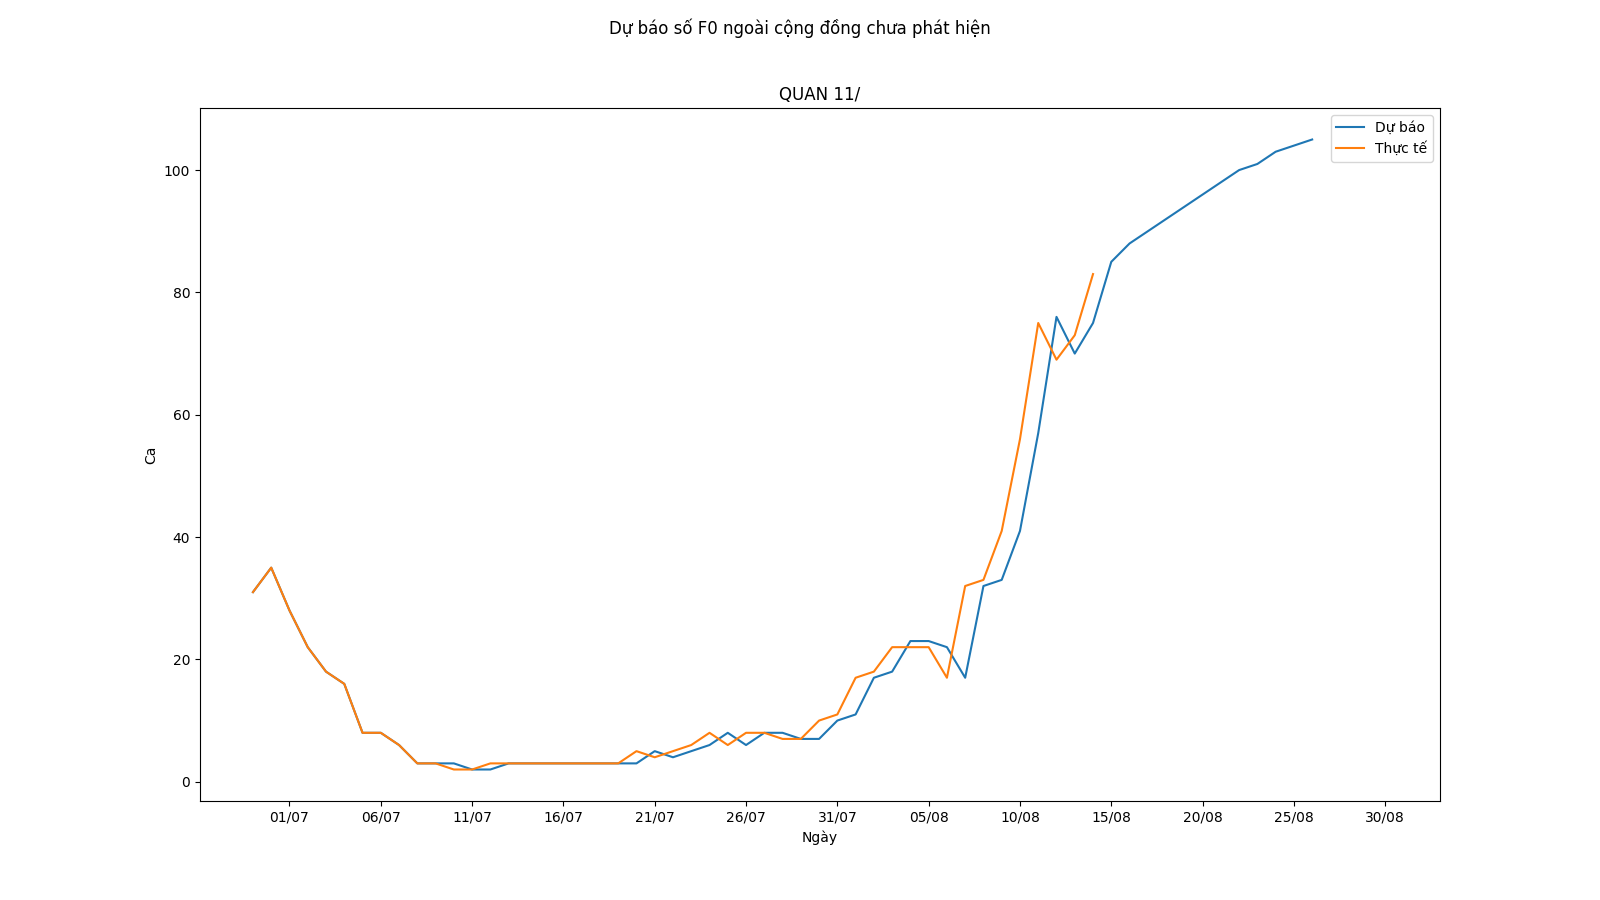 Dự báo số F0 ngoài cộng đồng chưa phát hiện
QUAN 11/
Dự báo
Thực tế
100
80
60
40
20
0
Ca
01/07 06/07 11/07 16/07 21/07 26/07 31/07 05/08 10/08 15/08 20/08 25/08 30/08
Ngày